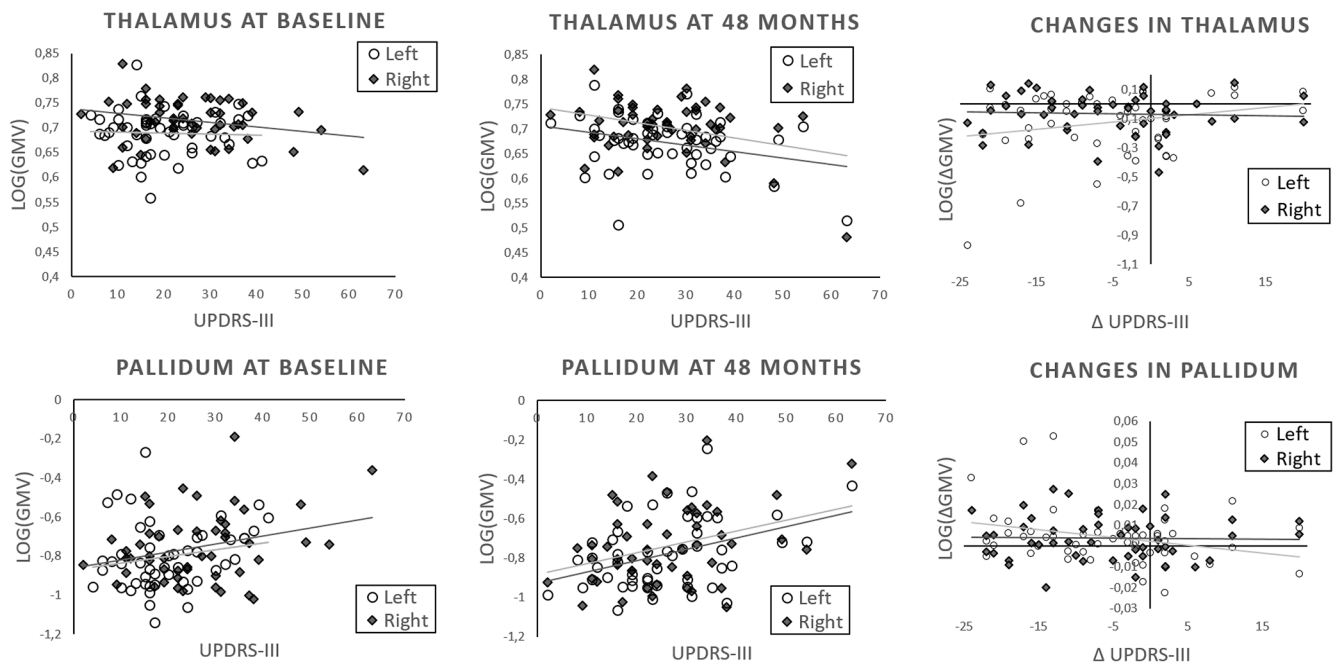 THALAMUS AT BASELINE
0,85
0,8
0,75
0,7
0,65
0,6
0,55
0,5
0,45
0,4
LOG(GMV)
0 10 20 30 40 50 60 70
UPDRS-III
Left
Right
THALAMUS AT 48 MONTHS
0,85
0,8
0,75
0,7
0,65
0,6
0,55
0,5
0,45
0,4
LOG(GMV)
0 10 20 30 40 50 60 70
UPDRS-III
Left
Right
CHANGES IN THALAMUS
0,1
-0,1
-0,3
-0,5
-0,7
-0,9
-1,1
LOG(ΔGMV)
-25 -15 -5 5 15
Δ UPDRS-III
Left
Right
PALLIDUM AT BASELINE
0
-0,2
-0,4
-0,6
-0,8
-1
-1,2
LOG(GMV)
0 10 20 30 40 50 60 70
UPDRS-III
Left
Right
PALLIDUM AT 48 MONTHS
0
-0,2
-0,4
-0,6
-0,8
-1
-1,2
LOG(GMV)
0 10 20 30 40 50 60 70
UPDRS-III
Left
Right
CHANGES IN PALLIDUM
0,06
0,05
0,04
0,03
0,02
0,01
-0,01
-0,02
-0,03
LOG(ΔGMV)
-25 -15 -5 5 15
Δ UPDRS-III
Left
Right